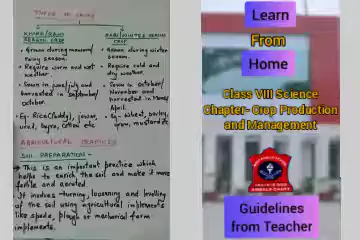 TYPES OF CROPS
KHARIF/RAINY SEASON CROP
• Grown during monsoon/ rainy season.
• Require warm and wet weather.
• Sown in june/july and harvested in september/ october.
• Eg- Rice (Paddy), jowar, urad, bajra, cotton etc
RABI/WINTER SEASON CROP
• Grown during winter season.
• Require cold and dry weather.
• Sown in october/ November and harvested in March/ April.
• Eg - Wheat, barley, gram, mustard etc
AGRICULTURAL PRACTICES
SOIL PREPARATION -
→ This is an important practice which
helps to enrich the soil and make it more
fertile and aerated.
It involves turning, loosening and levelling
of the soil using agricultural implements
like spade, plough or mechanical farm
implements.
Learn
From
Home
Class VIII Science
Chapter- Crop Production
and Management
Guidelines
from Teacher